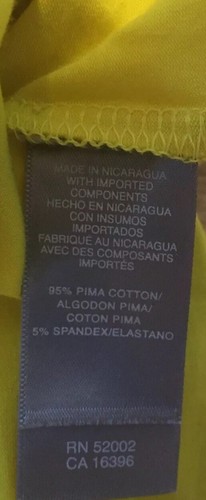 MADE IN NICARAGUA
WITH IMPORTED
COMPONENTS
HECHO EN NICARAGUA
CON INSUMOS
IMPORTADOS
FABRIQUE AU NICARAGUA
AVEC DES COMPOSANTS
IMPORTÉS
95% PIMA COTTON/
ALGODON PIMA/
COTON PIMA
5% SPANDEX/ELASTANO
RN 52002
CA 16396